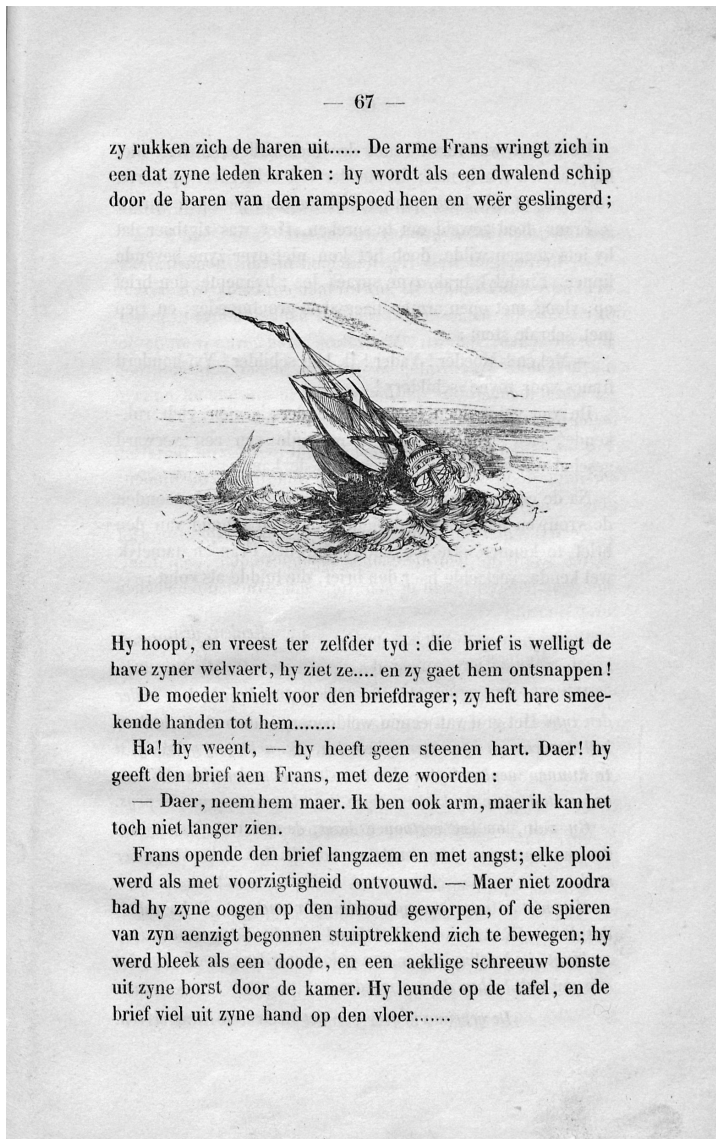 — 67 —
zy rukken zich de haren uit...... De arme Frans wringt zich in
een dat zyne leden kraken : hy wordt als een dwalend schip
door de baren van den rampspoed heen en weêr geslingerd ;
Hy hoopt, en vreest ter zelfder tyd : die brief is welligt de
have zyner welvaert, hy ziet ze.... en zy gaet hem ontsnappen !
De moeder knielt voor den briefdrager; zy heft hare smee-
kende handen tot hem........
Ha! hy weent, — hy heeft geen steenen hart. Daer! hy
geeft den brief aen Frans, met deze woorden :
— Daer, neem hem maer. Ik ben ook arm, maer ik kan het
toch niet langer zien.
Frans opende den brief langzaem en met angst; elke plooi
werd als met voorzigtigheid ontvouwd. — Maer niet zoodra
had hy zyne oogen op den inhoud geworpen, of de spieren
van zyn aenzigt begonnen stuiptrekkend zich te bewegen; hy
werd bleek als een doode, en een aeklige schreeuw bonste
uit zyne borst door de kamer. Hy leunde op de tafel, en de
brief viel uit zyne hand op den vloer.......